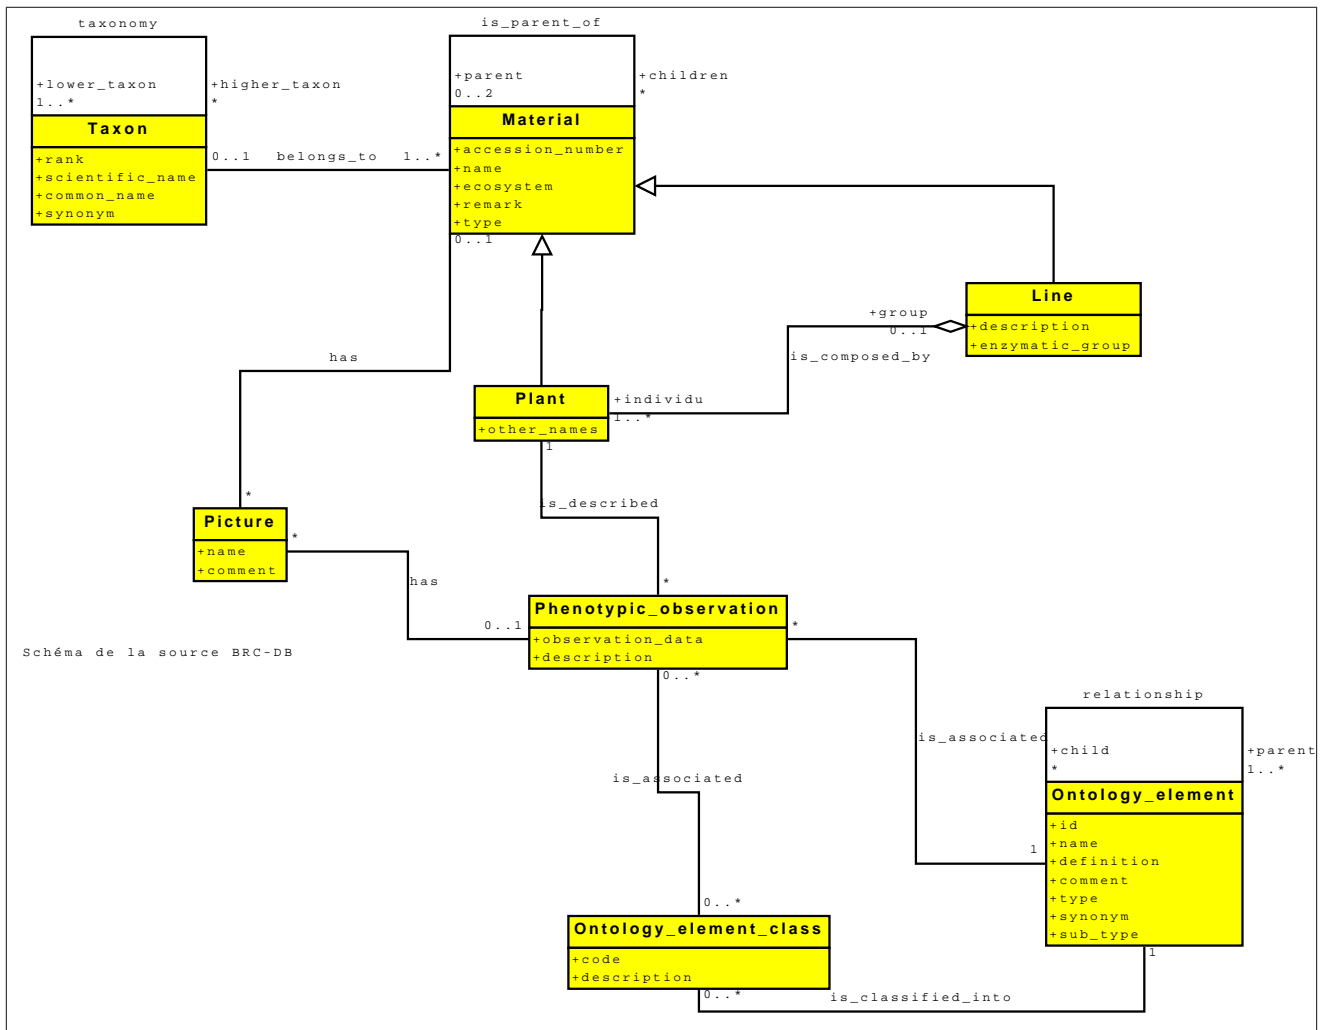 taxonomy
+lower_taxon
1..*
+higher_taxon
*
Taxon
+rank
+scientific_name
+common_name
+synonym
0..1 belongs_to 1..*
is_parent_of
+parent
0..2
+children
*
Material
+accession_number
+name
+ecosystem
+remark
+type
0..1
Line
+description
+enzymatic_group
+group
0..1
is_composed_by
has
Plant
+other_names
+individu
1..*
1
is_described
*
*
Picture
+name
+comment
*
has
0..1
Phenotypic_observation
+observation_data
+description
*
0..*
Schéma de la source BRC-DB
relationship
+child
*
+parent
1..*
is_associated
is_associated
Ontology_element
+id
+name
+definition
+comment
+type
+synonym
+sub_type
1
1
0..*
Ontology_element_class
+code
+description
0..*
is_classified_into